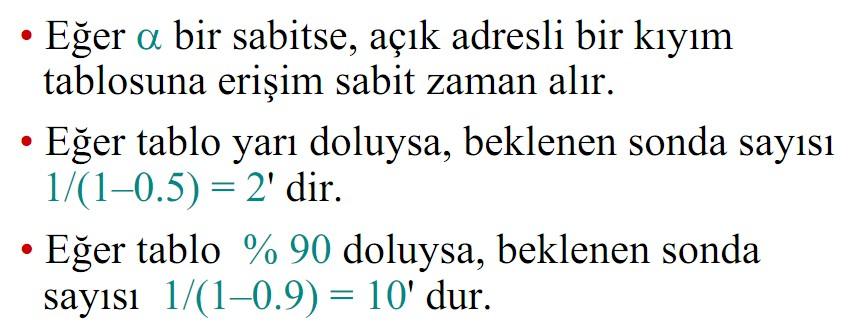 • Eğer α bir sabitse, açık adresli bir kıyım
tablosuna erişim sabit zaman alır.
• Eğer tablo yarı doluysa, beklenen sonda sayısı
1/(1–0.5) = 2' dir.
• Eğer tablo % 90 doluysa, beklenen sonda
sayısı 1/(1–0.9) = 10' dur.